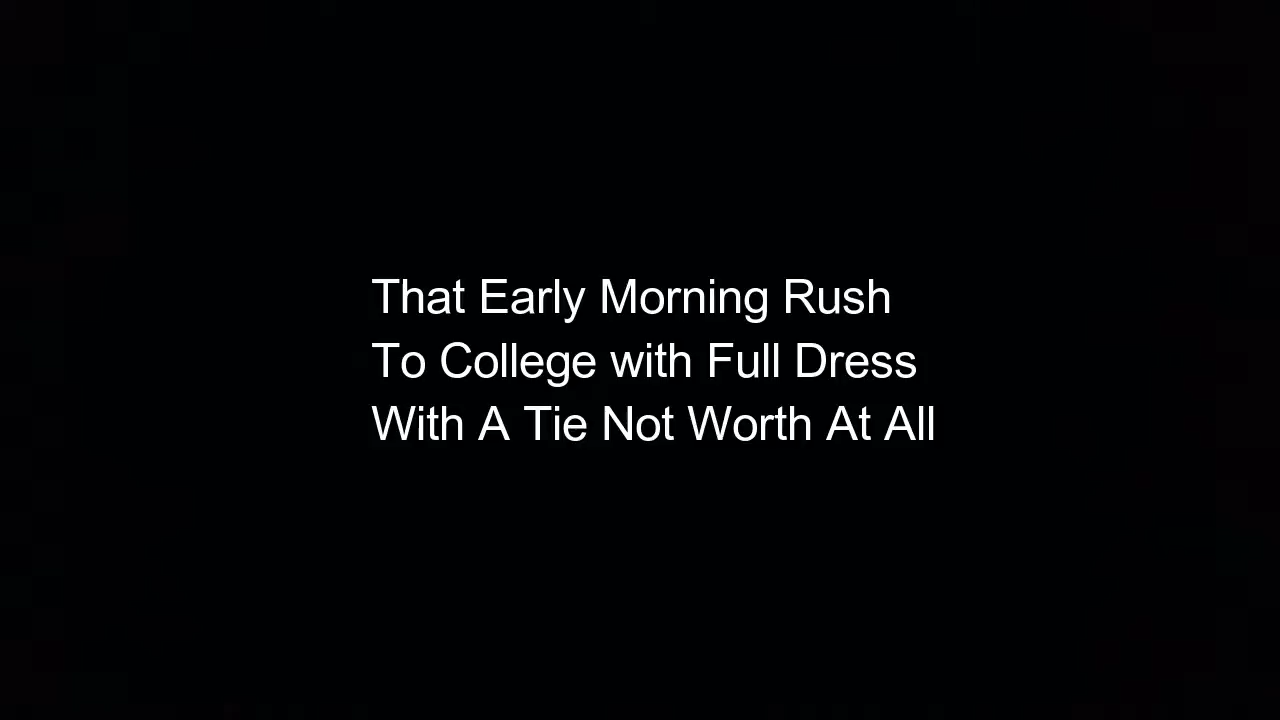 That Early Morning Rush
To College with Full Dress
With A Tie Not Worth At All